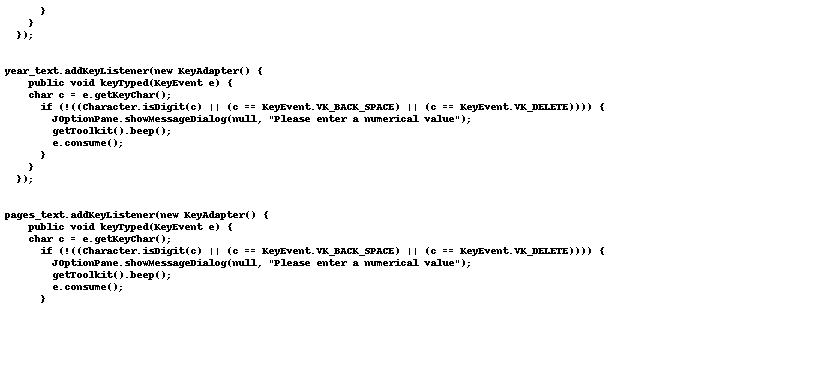 }
    }
  });
year_text.addKeyListener(new KeyAdapter() {
    public void keyTyped(KeyEvent e) {
    char c = e.getKeyChar();
      if (!((Character.isDigit(c) || (c == KeyEvent.VK_BACK_SPACE) || (c == KeyEvent.VK_DELETE)))) {
        JOptionPane.showMessageDialog(null, "Please enter a numerical value");
        getToolkit().beep();
        e.consume();
      }
    }
  });
pages_text.addKeyListener(new KeyAdapter() {
    public void keyTyped(KeyEvent e) {
    char c = e.getKeyChar();
      if (!((Character.isDigit(c) || (c == KeyEvent.VK_BACK_SPACE) || (c == KeyEvent.VK_DELETE)))) {
        JOptionPane.showMessageDialog(null, "Please enter a numerical value");
        getToolkit().beep();
        e.consume();
      }